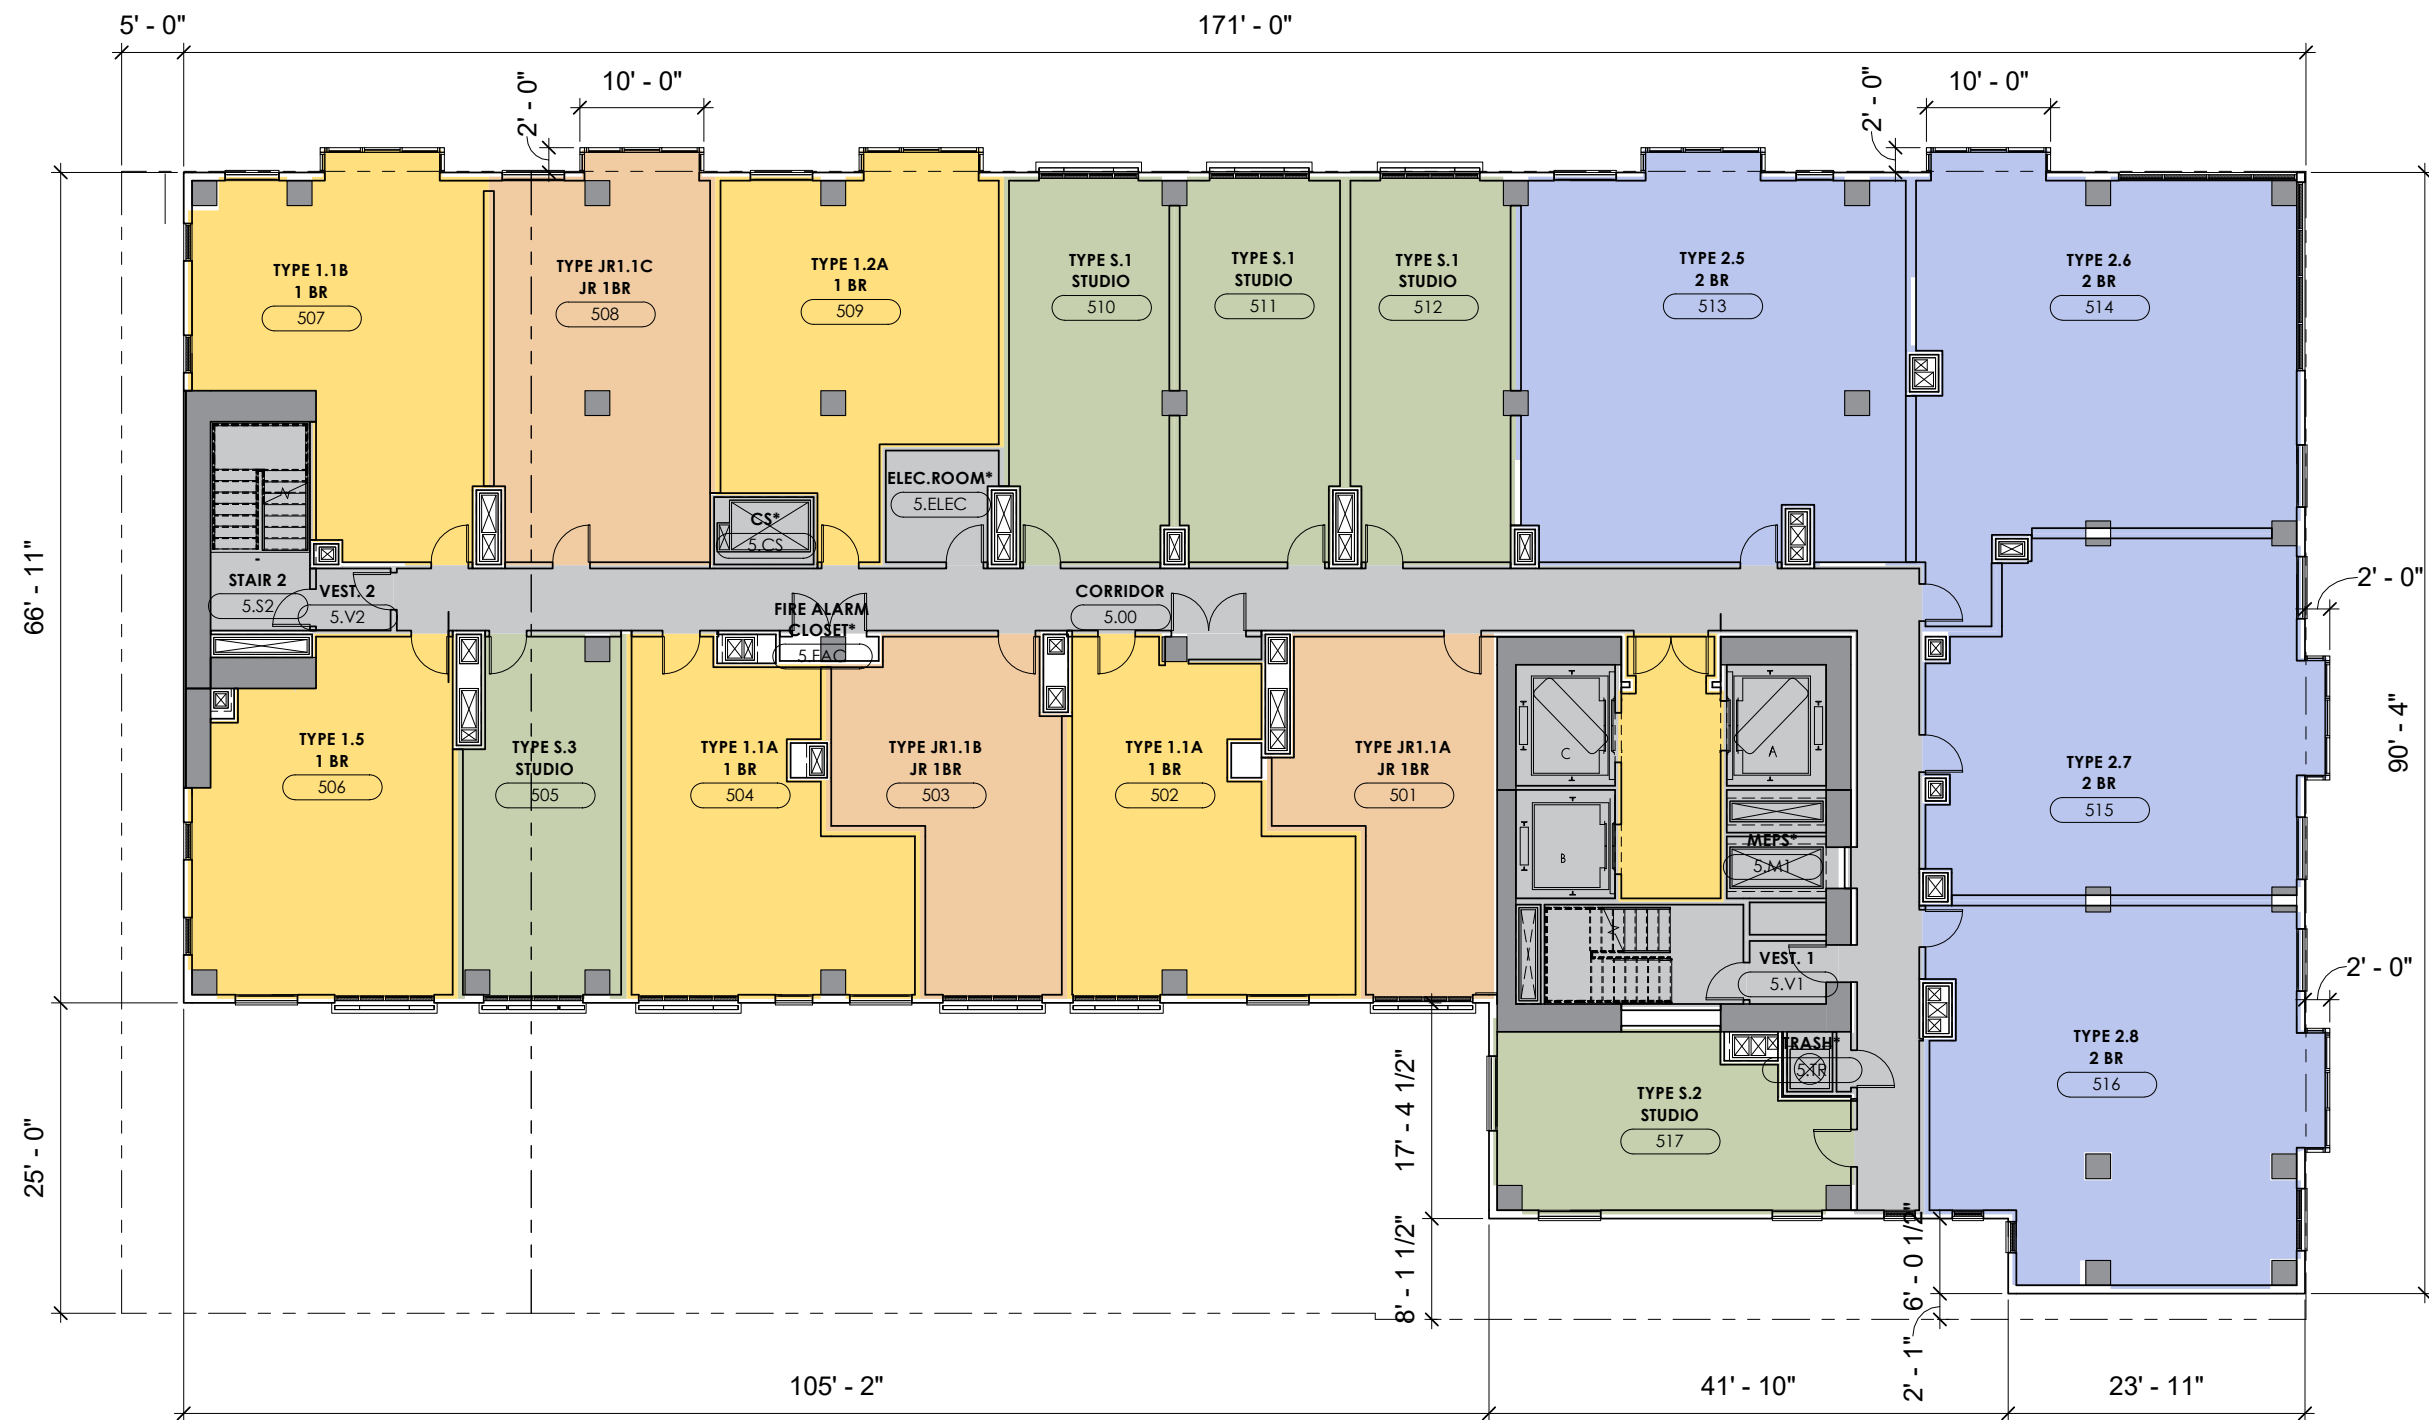 5' - 0"
171' - 0"
2' - 0"
10' - 0"
2' - 0"
10' - 0"
66' - 11"
TYPE 1.1B
1 BR
507
TYPE JR1.1C
JR 1BR
508
TYPE 1.2A
1 BR
509
TYPE S.1
STUDIO
510
TYPE S.1
STUDIO
511
TYPE S.1
STUDIO
512
TYPE 2.5
2 BR
513
TYPE 2.6
2 BR
514
ELEC.ROOM*
5.ELEC
CS*
5.CS
STAIR 2
5.S2
VEST. 2
5.V2
FIRE ALARM
CLOSET*
5.FAC
CORRIDOR
5.00
2' - 0"
90' - 4"
TYPE 1.5
1 BR
506
TYPE S.3
STUDIO
505
TYPE 1.1A
1 BR
504
TYPE JR1.1B
JR 1BR
503
TYPE 1.1A
1 BR
502
TYPE JR1.1A
JR 1BR
501
C
A
B
MEPS*
5.M1
TYPE 2.7
2 BR
515
VEST. 1
5.V1
2' - 0"
TRASH*
5.TR
TYPE S.2
STUDIO
517
TYPE 2.8
2 BR
516
25' - 0"
17' - 4 1/2"
8' - 1 1/2"
6' - 0 1/2"
2' - 1"
105' - 2"
41' - 10"
23' - 11"